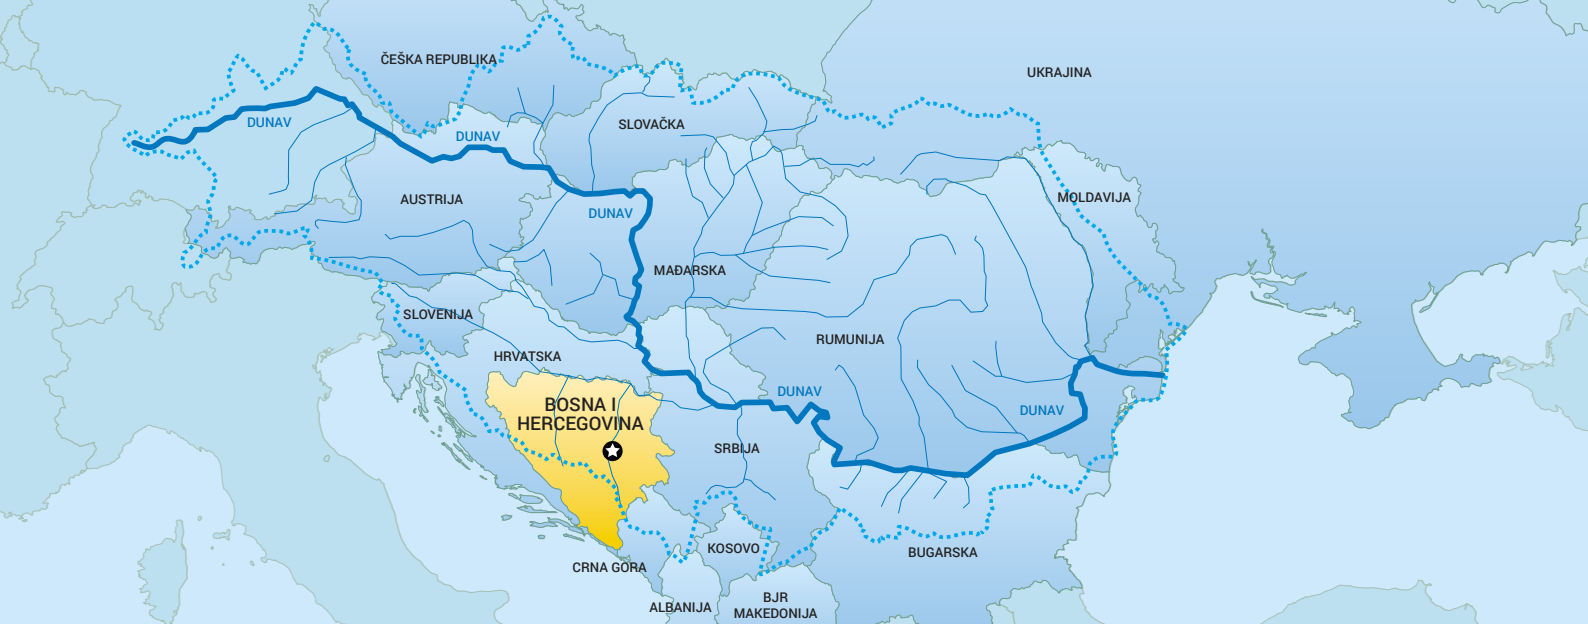 ČEŠKA REPUBLIKA
UKRAJINA
DUNAV
SLOVAČKA
DUNAV
AUSTRIJA
MOLDAVIJA
DUNAV
MAĐARSKA
SLOVENIJA
RUMUNIJA
HRVATSKA
DUNAV
BOSNA I
HERCEGOVINA
DUNAV
SRBIJA
KOSOVO
BUGARSKA
CRNA GORA
ALBANIJA
BJR
MAKEDONIJA